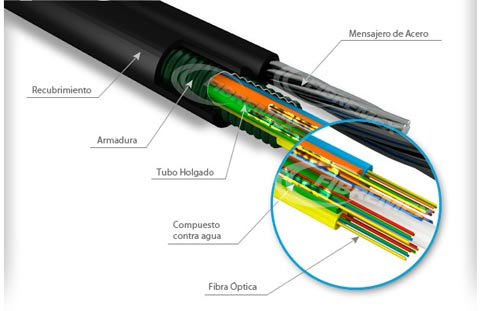 Mensajero de Acero
Recubrimiento
Armadura
Tubo Holgado
Compuesto
contra agua
Fibra Óptica